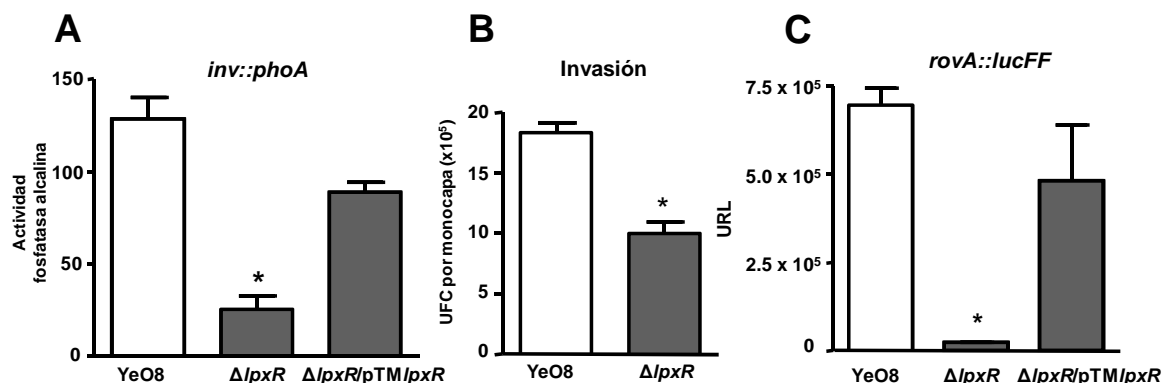 A
inv::phoA
Actividad
fosfatasa alcalina
150
100
50
0
*
YeO8
ΔlpxR
ΔlpxR/pTMlpxR
B
Invasión
UFC por monocapa (x10⁵)
20
15
10
5
0
*
YeO8
ΔlpxR
C
rovA::lucFF
URL
7.5 x 10⁵
5.0 x 10⁵
2.5 x 10⁵
0
*
YeO8
ΔlpxR
ΔlpxR/pTMlpxR